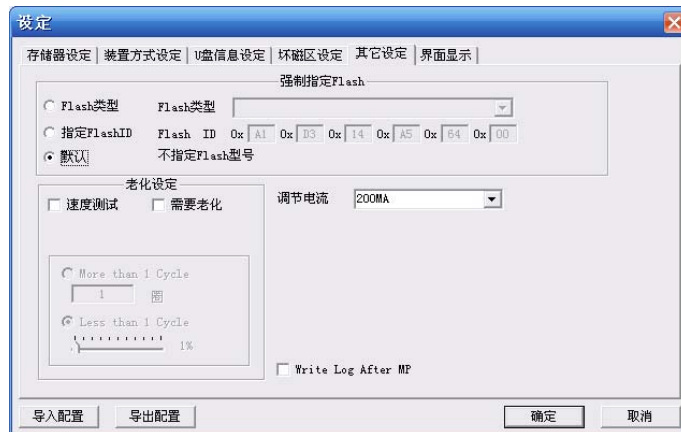 设定
存储器设定 装置方式设定 U盘信息设定 坏磁区设定 其它设定 界面显示
强制指定Flash
Flash类型 Flash类型
指定FlashID Flash ID 0x A1 0x D3 0x 14 0x A5 0x 64 0x 00
默认 不指定Flash型号
老化设定
速度测试 需要老化
调节电流 200MA
More than 1 Cycle
1 圈
Less than 1 Cycle
1%
Write Log After MP
导入配置 导出配置 确定 取消